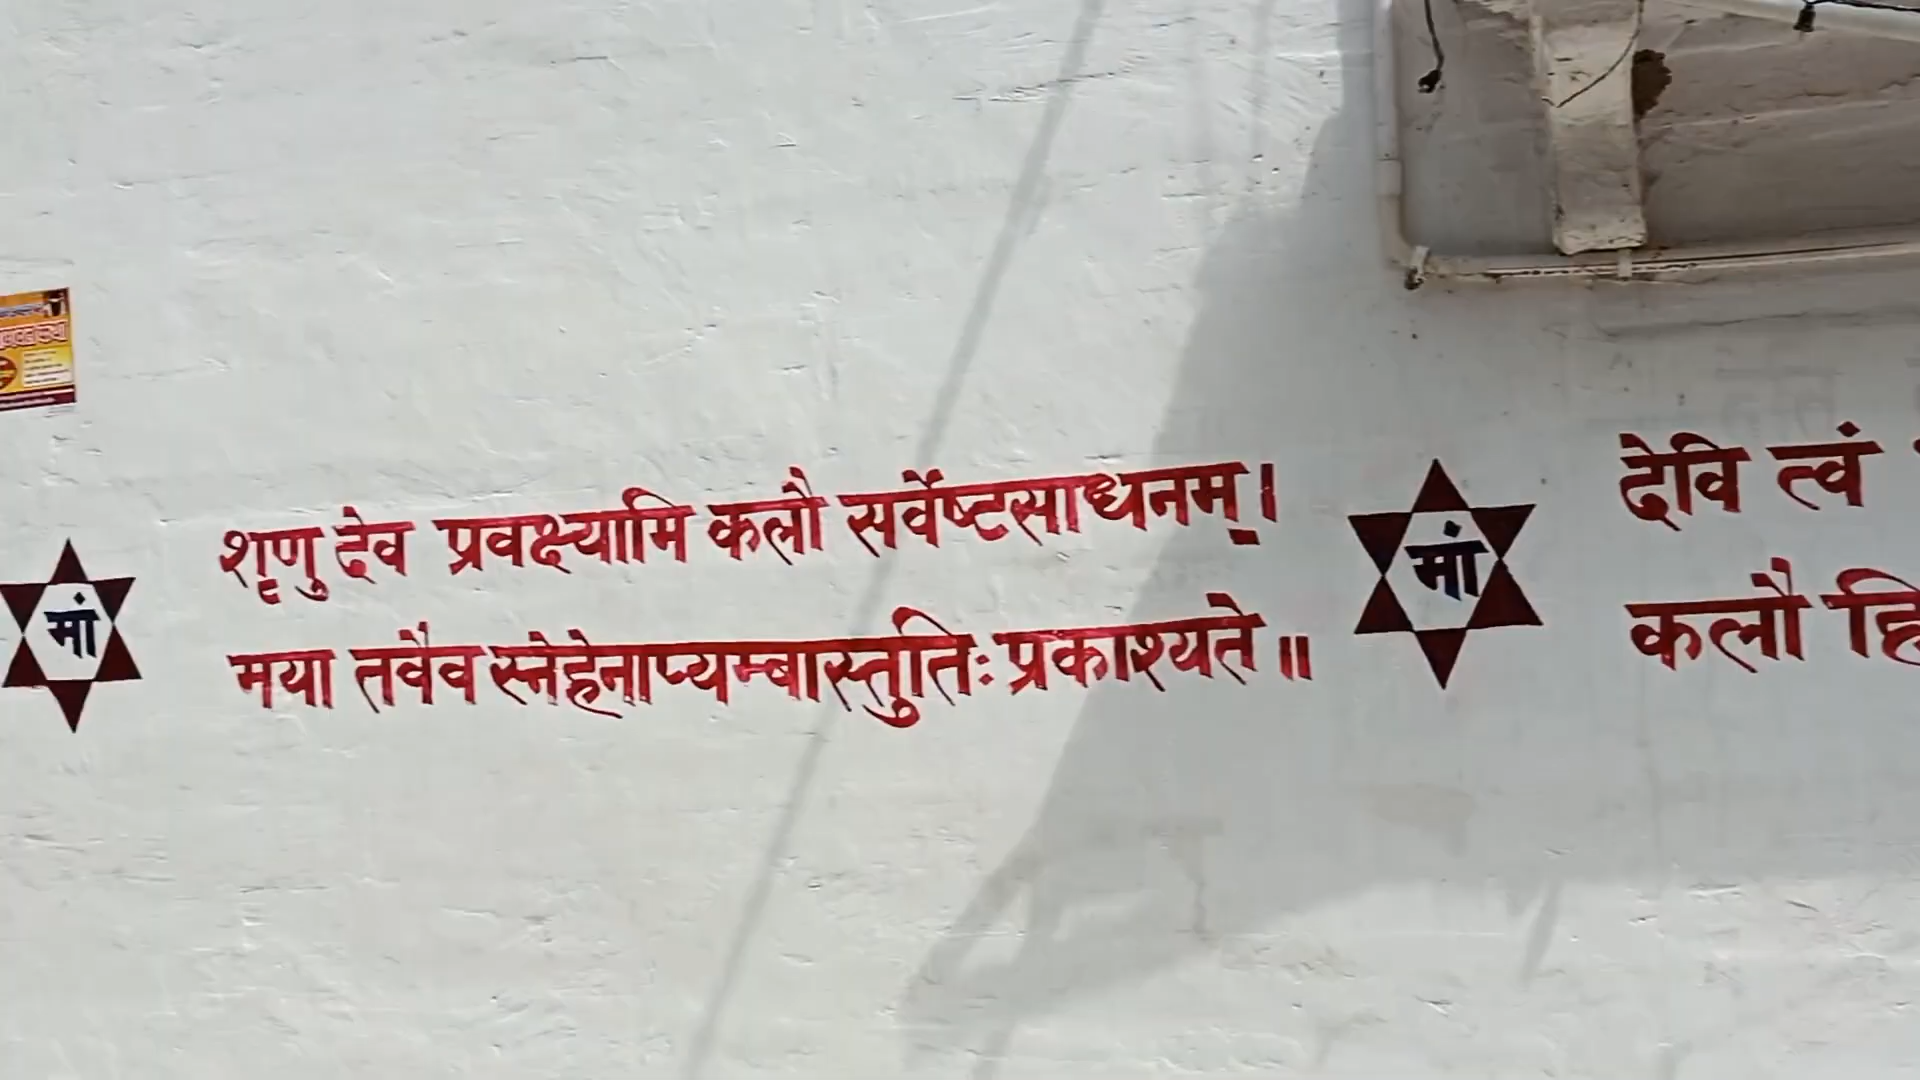 मां
शृणु देव प्रवक्ष्यामि कलौ सर्वेष्टसाधनम्।
मया तवैव स्नेहेनाप्यम्बास्तुतिः प्रकाश्यते॥
मां
देवि त्वं
कलौ हि